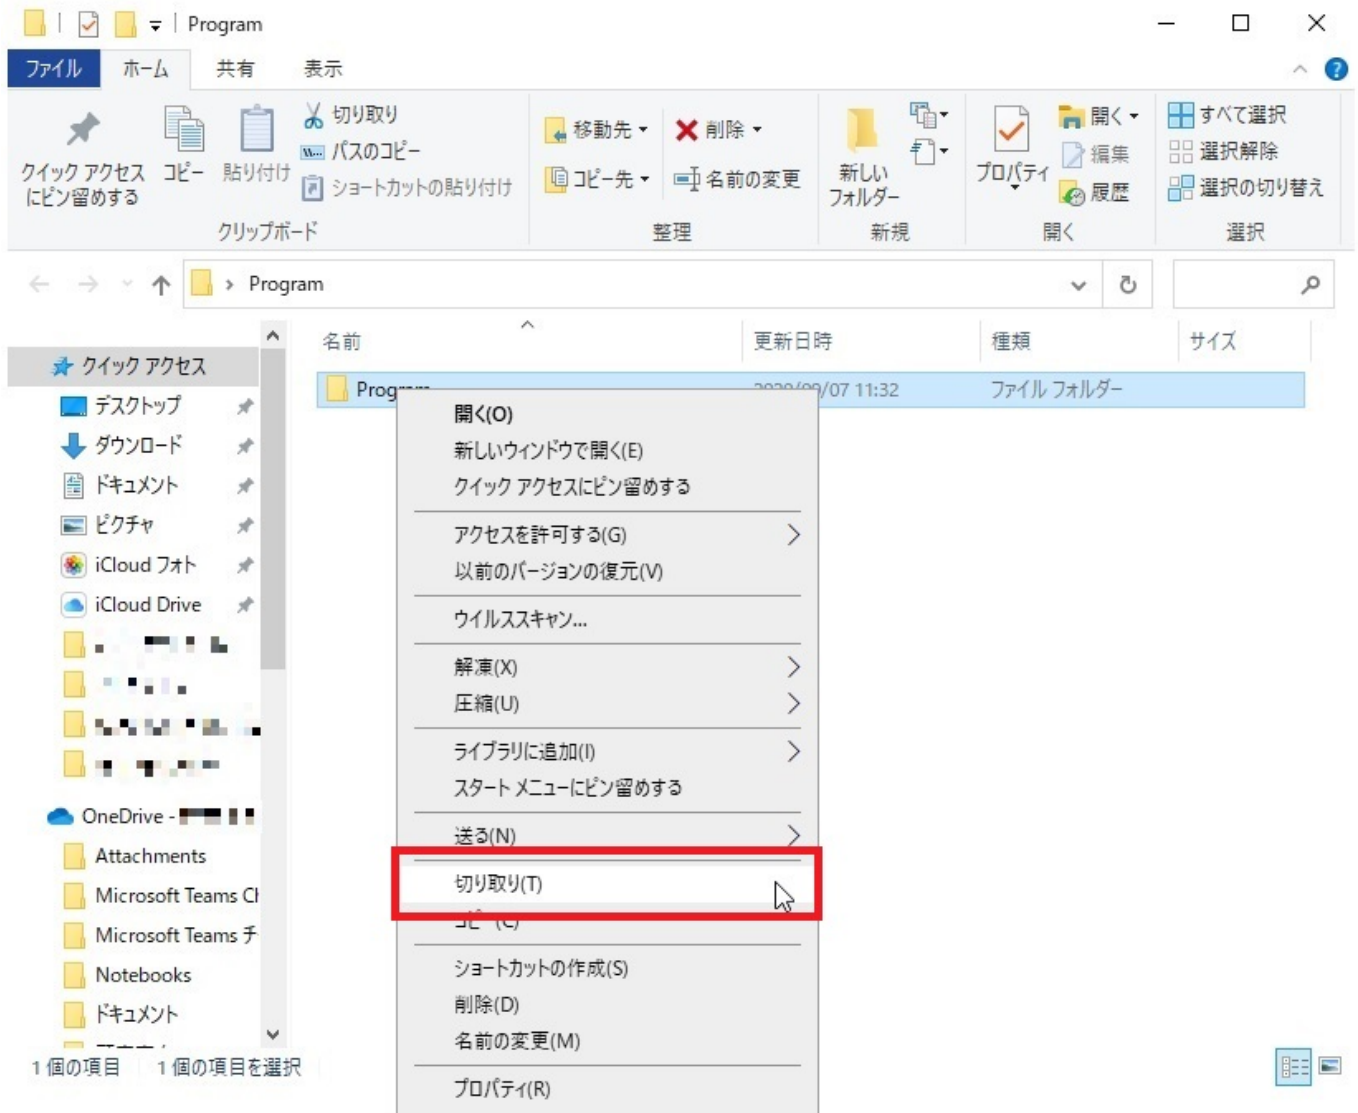 Program
ファイル ホーム 共有 表示
クイック アクセス
にピン留めする
コピー
貼り付け
切り取り
パスのコピー
ショートカットの貼り付け
クリップボード
移動先
コピー先
削除
名前の変更
整理
新しい
フォルダー
新規
プロパティ
開く
編集
履歴
開く
すべて選択
選択解除
選択の切り替え
選択
Program
名前 更新日時 種類 サイズ
/07 11:32 ファイル フォルダー
クイック アクセス
デスクトップ
ダウンロード
ドキュメント
ピクチャ
iCloud フォト
iCloud Drive
OneDrive -
Attachments
Microsoft Teams
Microsoft Teams
Notebooks
ドキュメント
1 個の項目 1 個の項目を選択
開く(O)
新しいウィンドウで開く(E)
クイック アクセスにピン留めする
アクセスを許可する(G)
以前のバージョンの復元(V)
ウイルススキャン...
解凍(X)
圧縮(U)
ライブラリに追加(I)
スタート メニューにピン留めする
送る(N)
切り取り(T)
コピー(C)
ショートカットの作成(S)
削除(D)
名前の変更(M)
プロパティ(R)